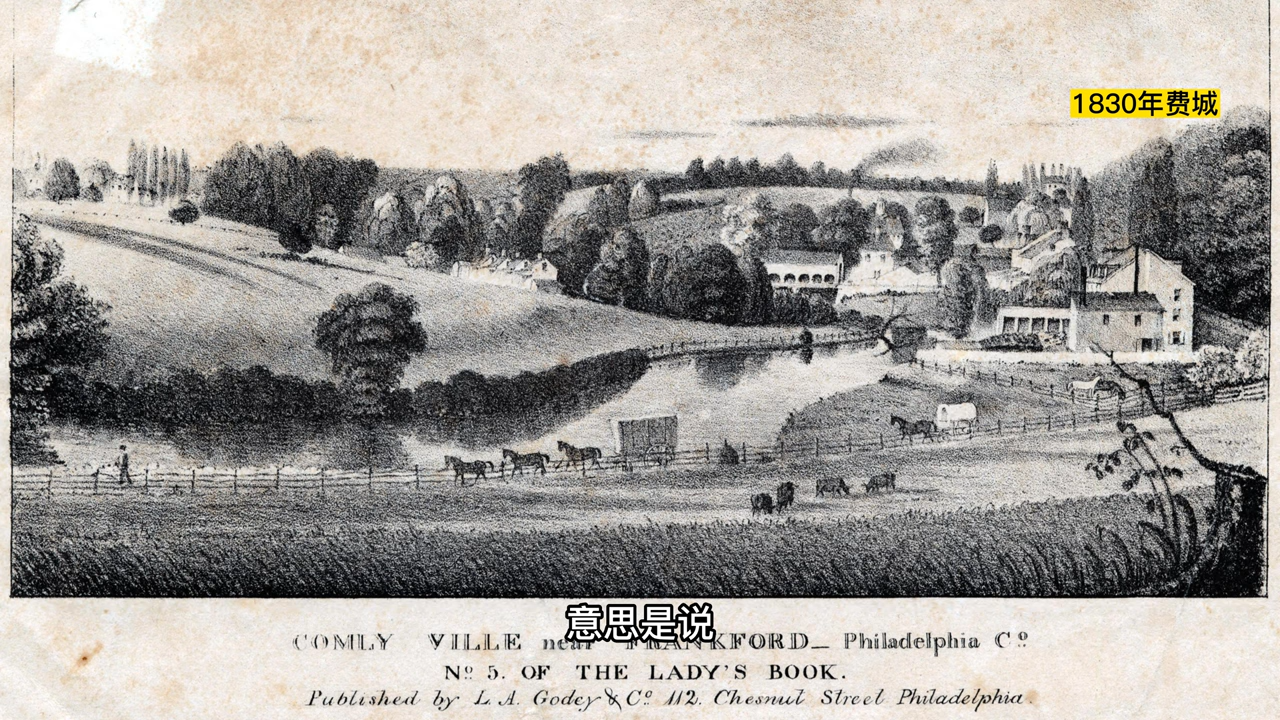 1830年费城
意思是说
COMLY VILLE near FRANKFORD_ Philadelphia Co.
No. 5. OF THE LADY'S BOOK.
Published by L. A. Godey & Co. 112. Chesnut Street Philadelphia.